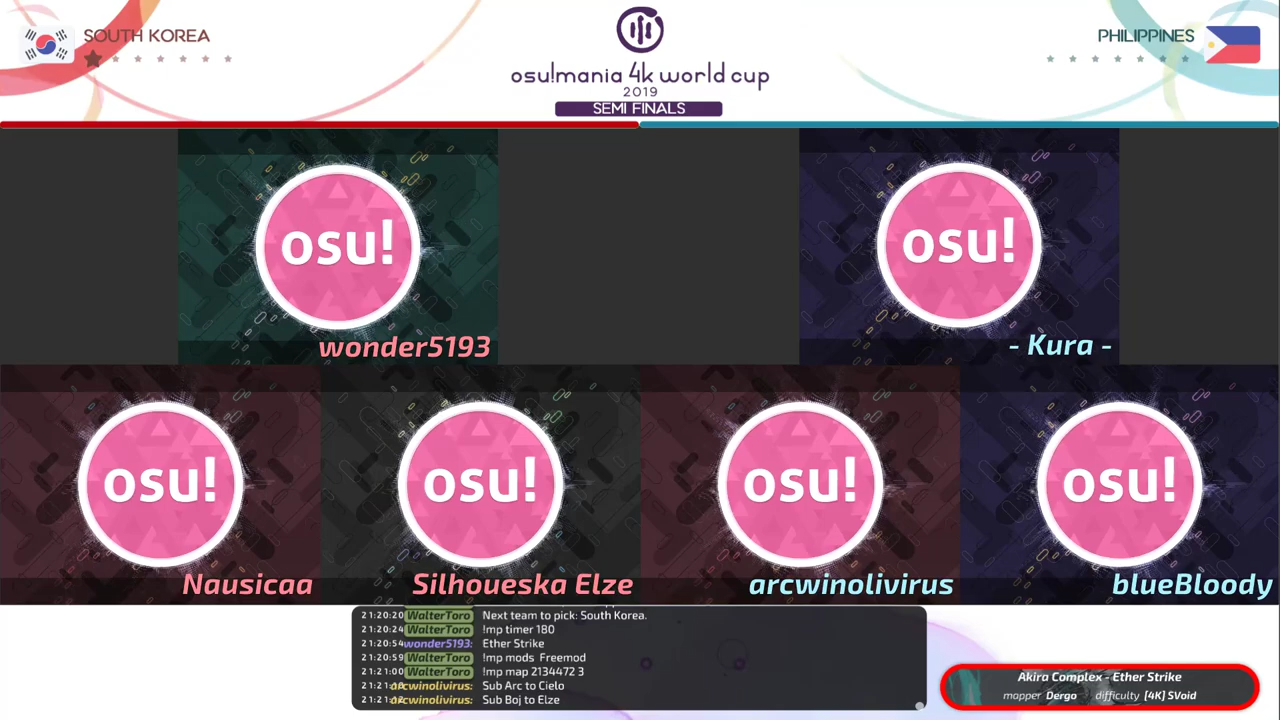 SOUTH KOREA
PHILIPPINES
osu!mania 4k world cup
2019
SEMI FINALS
osu!
osu!
wonder5193
- Kura -
osu!
osu!
osu!
osu!
Nausicaa
Silhoueska Elze
arcwinolivirus
blueBloody
21:20:20 WalterToro Next team to pick: South Korea.
21:20:24 WalterToro !mp timer 180
21:20:54 wonder5193: Ether Strike
21:20:59 WalterToro !mp mods Freemod
21:21:00 WalterToro !mp map 2134472 3
arcwinolivirus: Sub Arc to Cielo
arcwinolivirus: Sub Boj to Elze
Akira Complex - Ether Strike
mapper Dergo difficulty [4K] SVoid